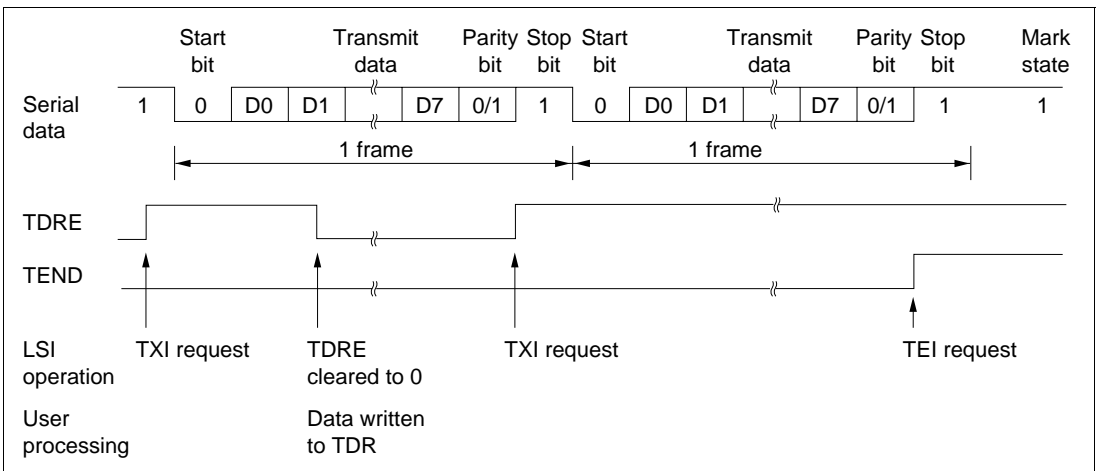 Start Transmit Parity Stop Start Transmit Parity Stop Mark
bit data bit bit bit data bit bit state
Serial 1 0 D0 D1 D7 0/1 1 0 D0 D1 D7 0/1 1 1
data
1 frame 1 frame
TDRE
TEND
LSI TXI request TDRE TXI request TEI request
operation cleared to 0
User Data written
processing to TDR